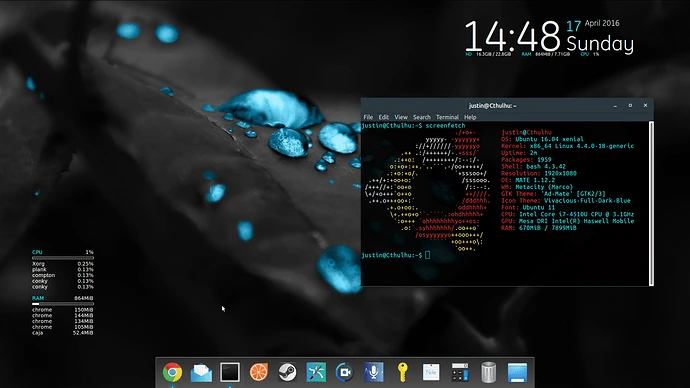 14:48 17 April 2016
Sunday
HD 16.3GiB / 22.8GiB RAM 864MiB / 7.71GiB CPU 1%
justin@Cthulhu: ~
File Edit View Search Terminal Help
justin@Cthulhu:~$ screenfetch
justin@Cthulhu
OS: Ubuntu 16.04 xenial
Kernel: x86_64 Linux 4.4.0-18-generic
Uptime: 2m
Packages: 1959
Shell: bash 4.3.42
Resolution: 1920x1080
DE: MATE 1.12.2
WM: Metacity (Marco)
GTK Theme: 'Ad-Mate' [GTK2/3]
Icon Theme: Vivacious-Full-Dark-Blue
Font: Ubuntu 11
CPU: Intel Core i7-4510U CPU @ 3.1GHz
GPU: Mesa DRI Intel(R) Haswell Mobile
RAM: 670MiB / 7899MiB
justin@Cthulhu:~$
CPU 1%
Xorg 0.25%
plank 0.13%
compton 0.13%
conky 0.13%
conky 0.13%
RAM 864MiB
chrome 150MiB
chrome 144MiB
chrome 134MiB
chrome 105MiB
caja 52.4MiB